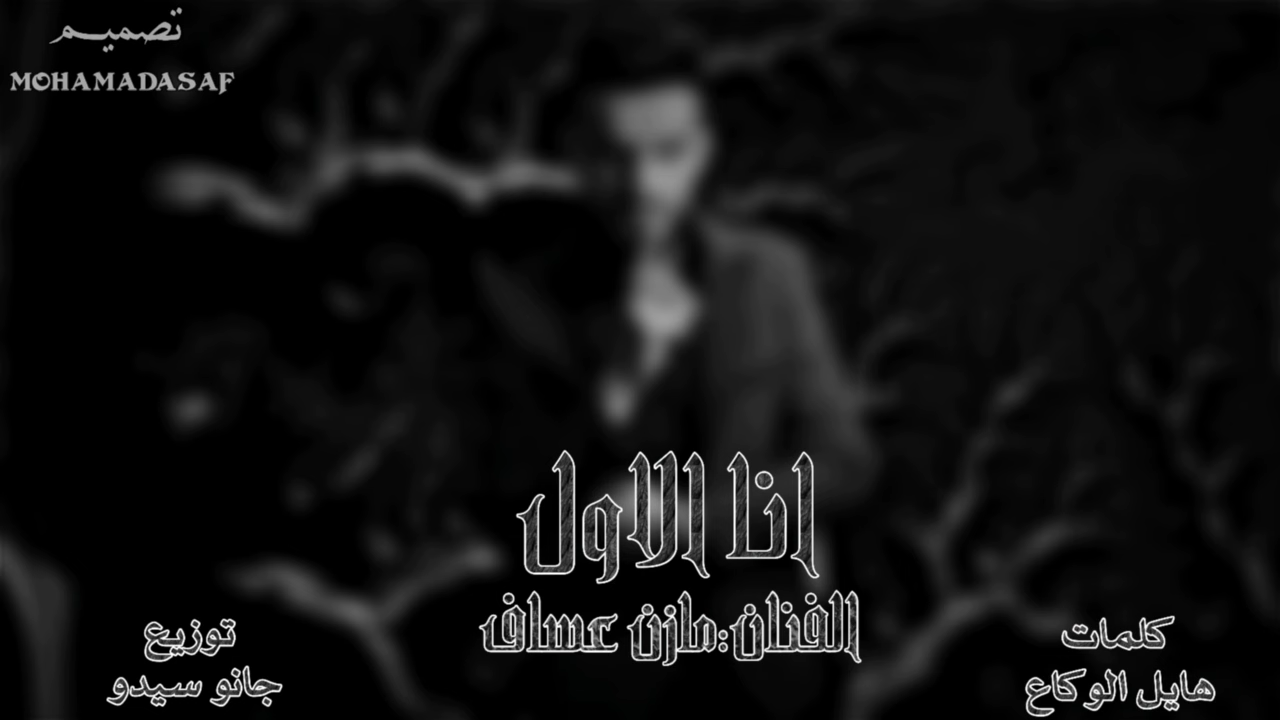 تصميم
MOHAMADASAF
انا الاول
الفنان:مازن عساف
كلمات
هايل الوكاع
توزيع
جانو سيدو